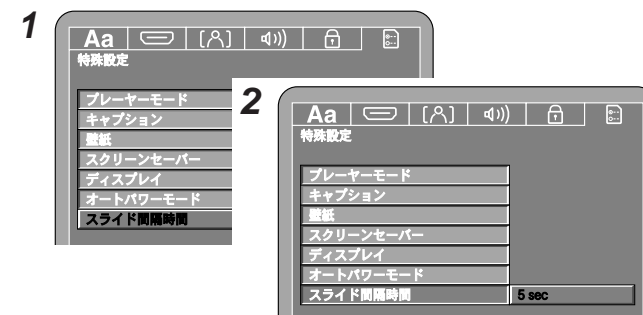 1
Aa
特殊設定
プレーヤーモード
キャプション
壁紙
スクリーンセーバー
ディスプレイ
オートパワーモード
スライド間隔時間
2
Aa
特殊設定
プレーヤーモード
キャプション
壁紙
スクリーンセーバー
ディスプレイ
オートパワーモード
スライド間隔時間 5 sec